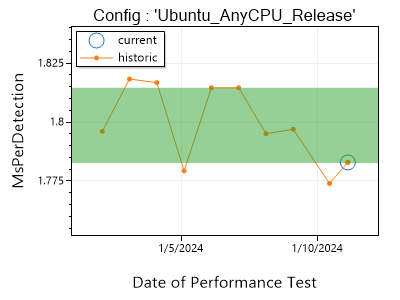 Config : 'Ubuntu_AnyCPU_Release'
current
historic
1.825
1.8
1.775
MsPerDetection
1/5/2024
1/10/2024
Date of Performance Test